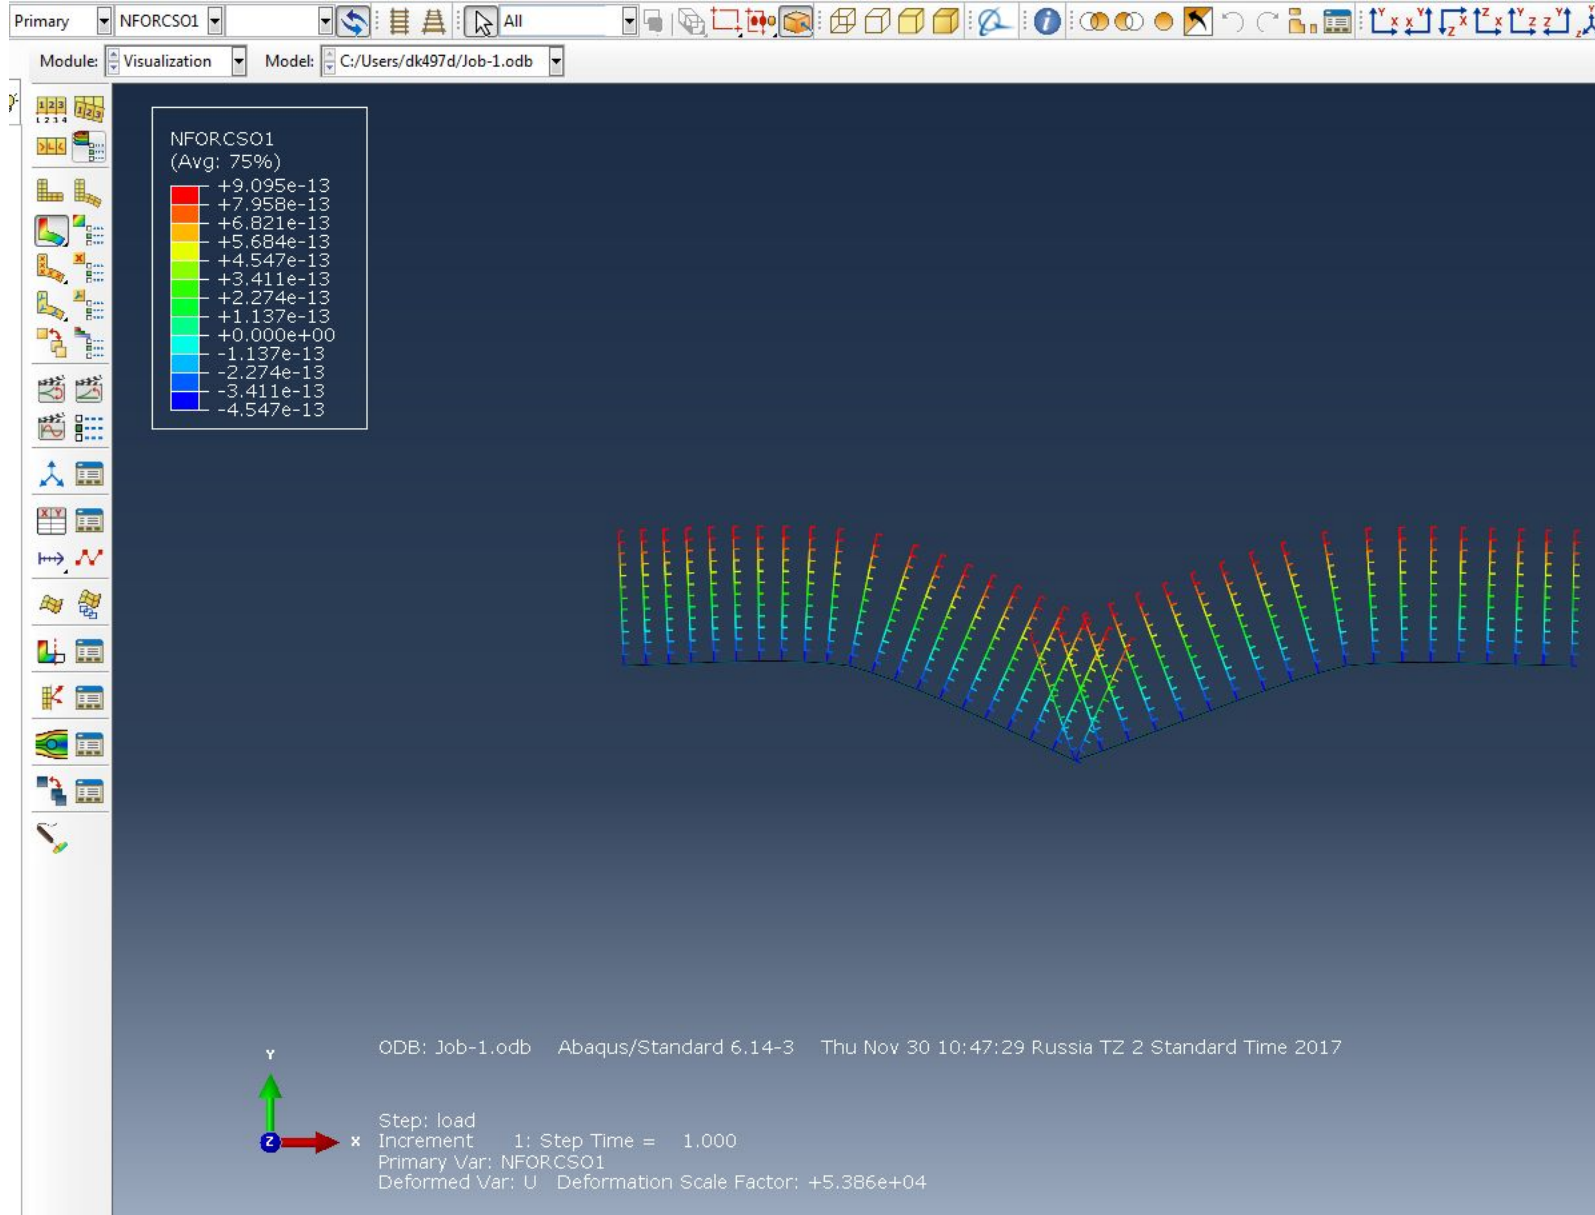 Primary NFORCSO1 All
Module: Visualization Model: C:/Users/dk497d/Job-1.odb
NFORCSO1
(Avg: 75%)
+9.095e-13
+7.958e-13
+6.821e-13
+5.684e-13
+4.547e-13
+3.411e-13
+2.274e-13
+1.137e-13
+0.000e+00
-1.137e-13
-2.274e-13
-3.411e-13
-4.547e-13
ODB: Job-1.odb Abaqus/Standard 6.14-3 Thu Nov 30 10:47:29 Russia TZ 2 Standard Time 2017
Y
Z
X
Step: load
Increment 1: Step Time = 1.000
Primary Var: NFORCSO1
Deformed Var: U Deformation Scale Factor: +5.386e+04